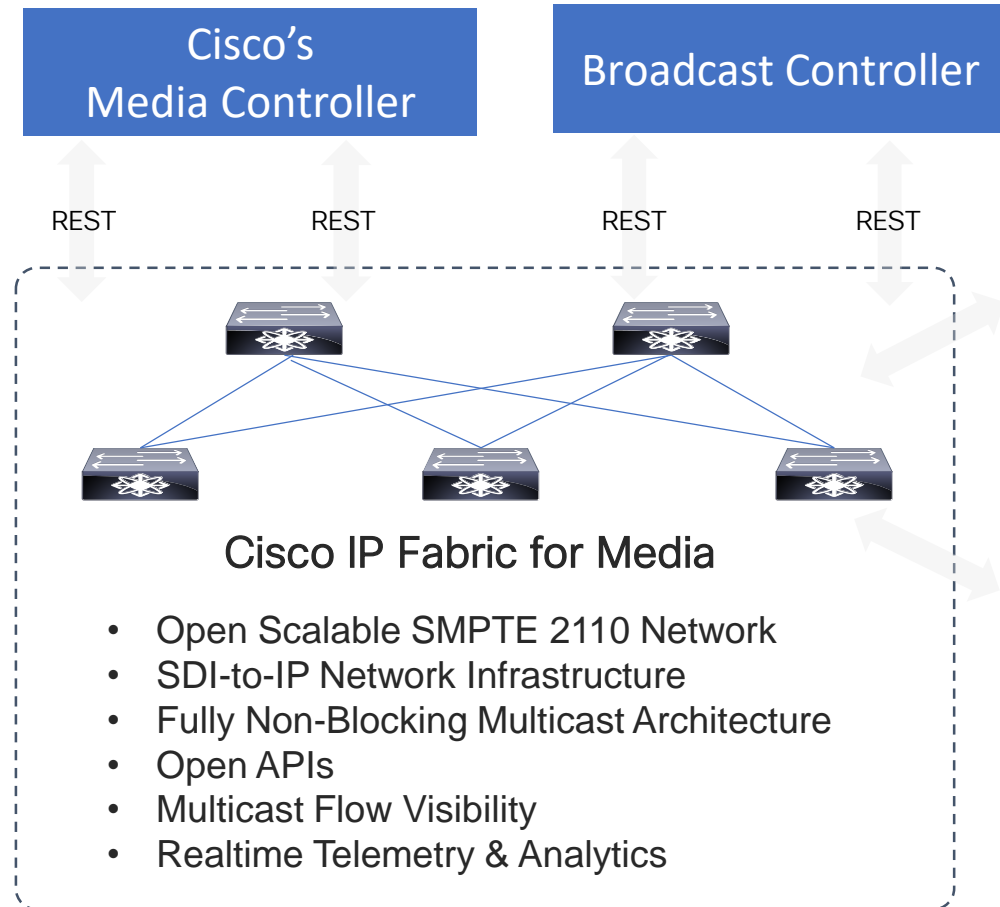 Cisco's
Media Controller
Broadcast Controller
REST
REST
REST
REST
Cisco IP Fabric for Media
• Open Scalable SMPTE 2110 Network
• SDI-to-IP Network Infrastructure
• Fully Non-Blocking Multicast Architecture
• Open APIs
• Multicast Flow Visibility
• Realtime Telemetry & Analytics